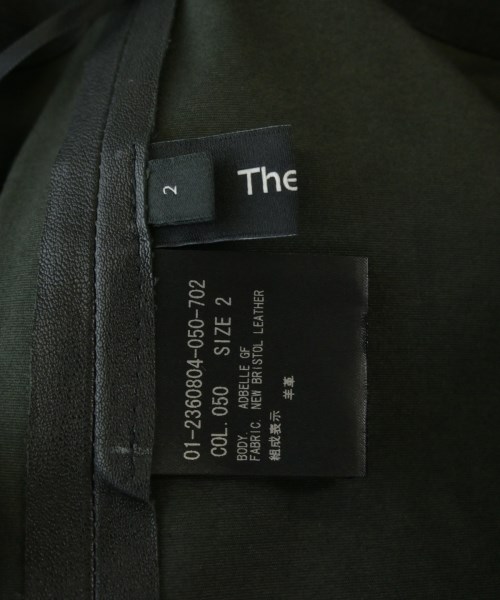 2
The
01-2360804-050-702
COL. 050 SIZE 2
BODY. ADBELLE GF
FABRIC. NEW BRISTOL LEATHER
組成表示 羊革